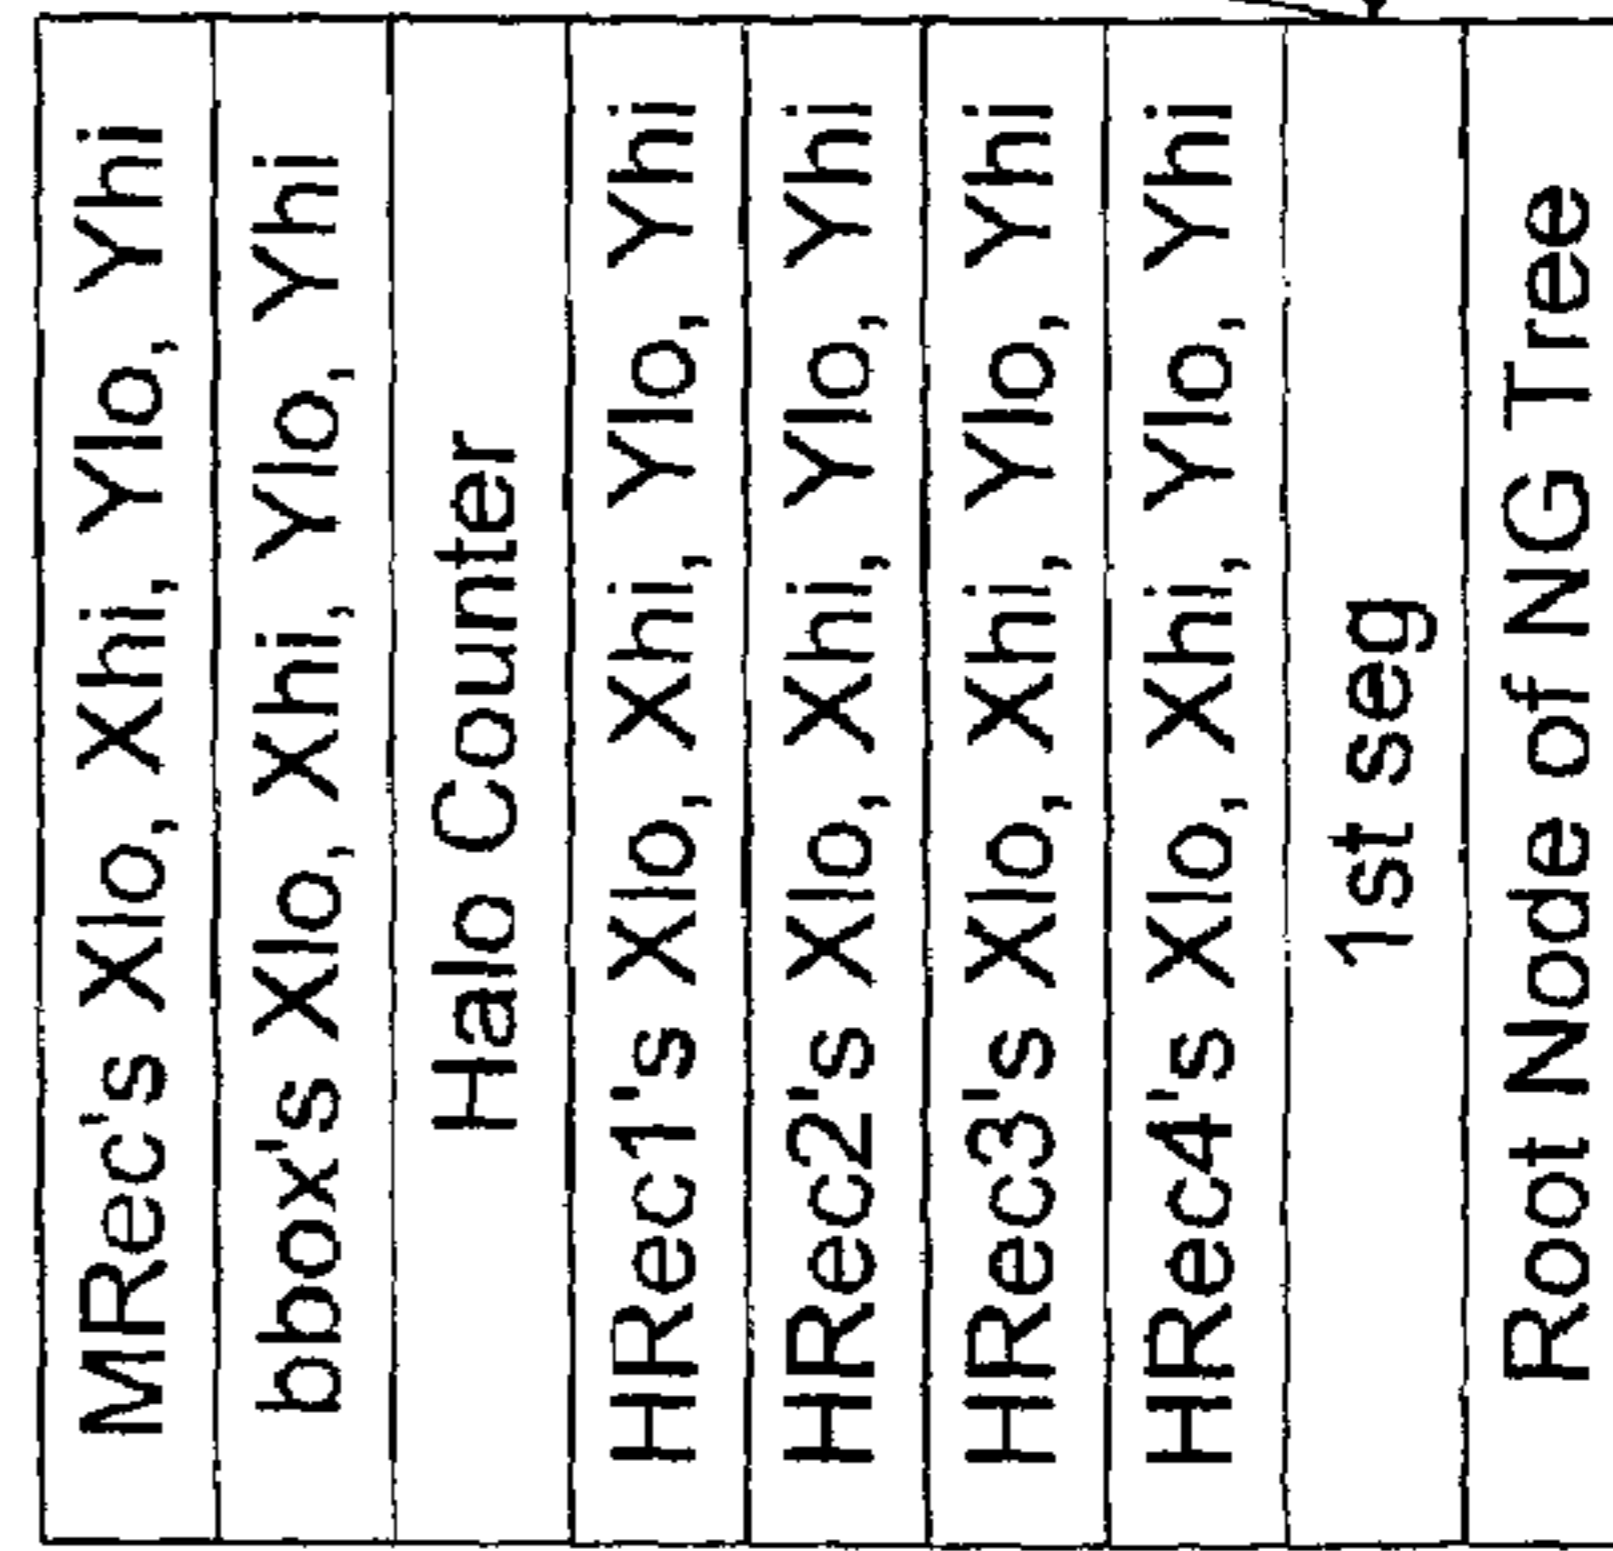 MRec's Xlo, Xhi, Ylo, Yhi
bbox's Xlo, Xhi, Ylo, Yhi
Halo Counter
HRec1's Xlo, Xhi, Ylo, Yhi
HRec2's Xlo, Xhi, Ylo, Yhi
HRec3's Xlo, Xhi, Ylo, Yhi
HRec4's Xlo, Xhi, Ylo, Yhi
1st seg
Root Node of NG Tree